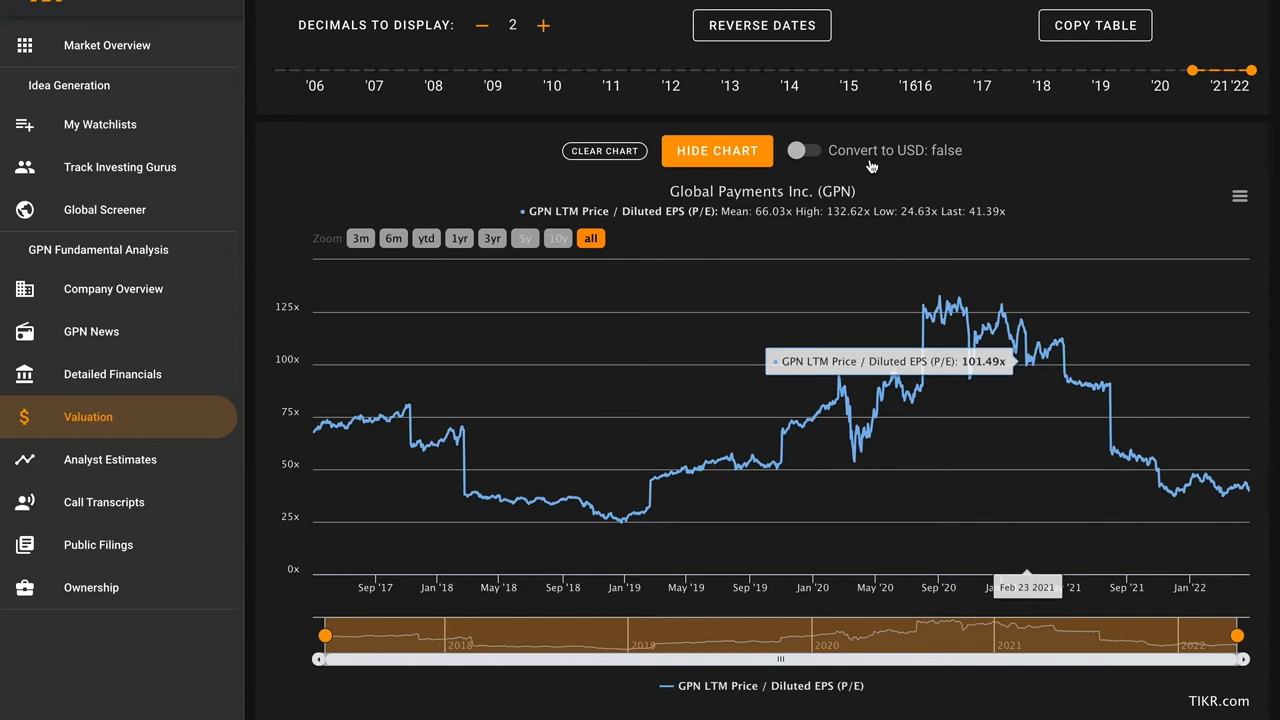 DECIMALS TO DISPLAY: 2
REVERSE DATES
COPY TABLE
'06 '07 '08 '09 '10 '11 '12 '13 '14 '15 '1616 '17 '18 '19 '20 '21 '22
Market Overview
Idea Generation
My Watchlists
Track Investing Gurus
Global Screener
GPN Fundamental Analysis
Company Overview
GPN News
Detailed Financials
Valuation
Analyst Estimates
Call Transcripts
Public Filings
Ownership
CLEAR CHART
HIDE CHART
Convert to USD: false
Global Payments Inc. (GPN)
GPN LTM Price / Diluted EPS (P/E): Mean: 66.03x High: 132.62x Low: 24.63x Last: 41.39x
Zoom 3m 6m ytd 1yr 3yr 5y 10y all
125x
100x
75x
50x
25x
0x
GPN LTM Price / Diluted EPS (P/E): 101.49x
Sep '17 Jan '18 May '18 Sep '18 Jan '19 May '19 Sep '19 Jan '20 May '20 Sep '20 Feb 23 2021 '21 Sep '21 Jan '22
2018 2019 2020 2021 2022
GPN LTM Price / Diluted EPS (P/E)
TIKR.com